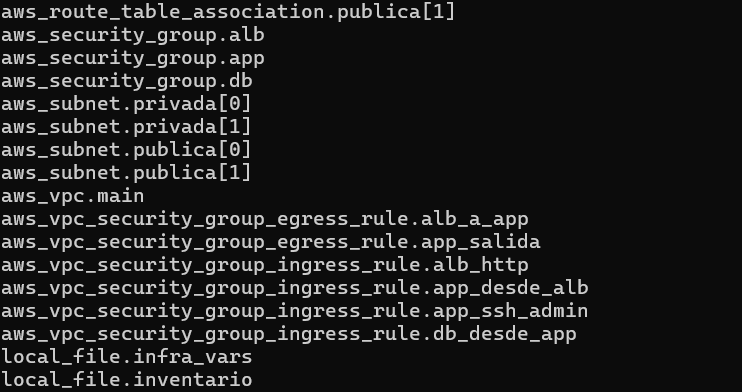 aws_route_table_association.publica[1]
aws_security_group.alb
aws_security_group.app
aws_security_group.db
aws_subnet.privada[0]
aws_subnet.privada[1]
aws_subnet.publica[0]
aws_subnet.publica[1]
aws_vpc.main
aws_vpc_security_group_egress_rule.alb_a_app
aws_vpc_security_group_egress_rule.app_salida
aws_vpc_security_group_ingress_rule.alb_http
aws_vpc_security_group_ingress_rule.app_desde_alb
aws_vpc_security_group_ingress_rule.app_ssh_admin
aws_vpc_security_group_ingress_rule.db_desde_app
local_file.infra_vars
local_file.inventario